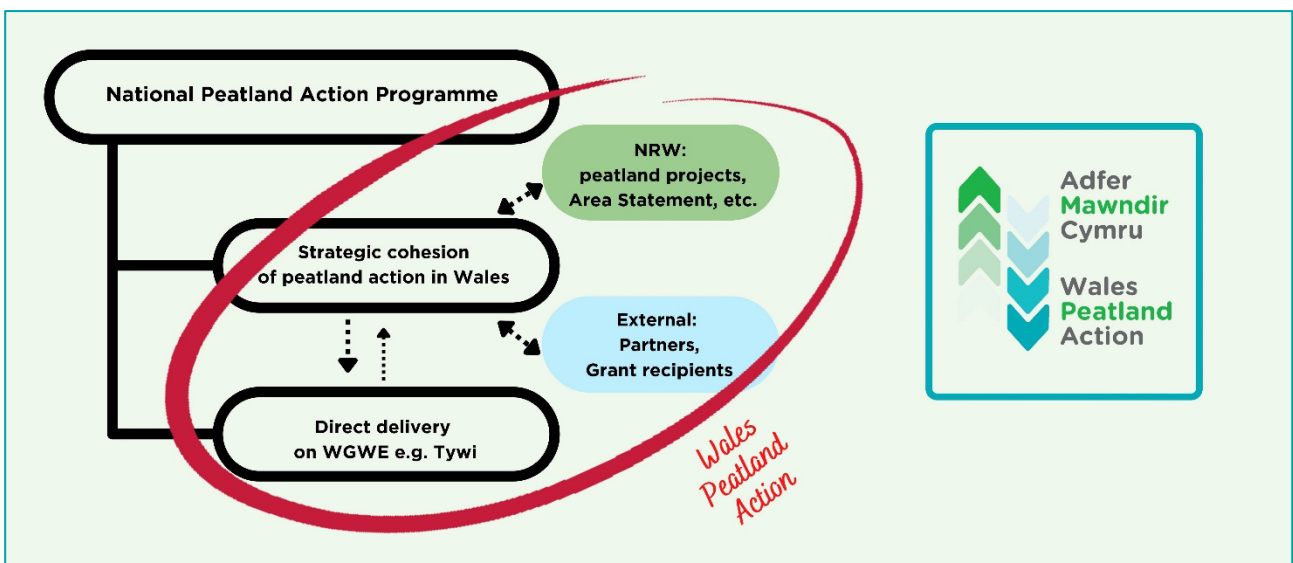 National Peatland Action Programme
NRW:
peatland projects,
Area Statement, etc.
Strategic cohesion
of peatland action in Wales
External:
Partners,
Grant recipients
Direct delivery
on WGWE e.g. Tywi
Wales
Peatland
Action
Adfer
Mawndir
Cymru
Wales
Peatland
Action